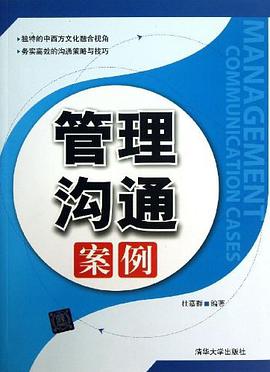 ▸独特的中西方文化融合视角
▸务实高效的沟通策略与技巧
MANAGEMENT
COMMUNICATION CASES
管理
沟通
案例
杜慕群 ■ 编著
清华大学出版社